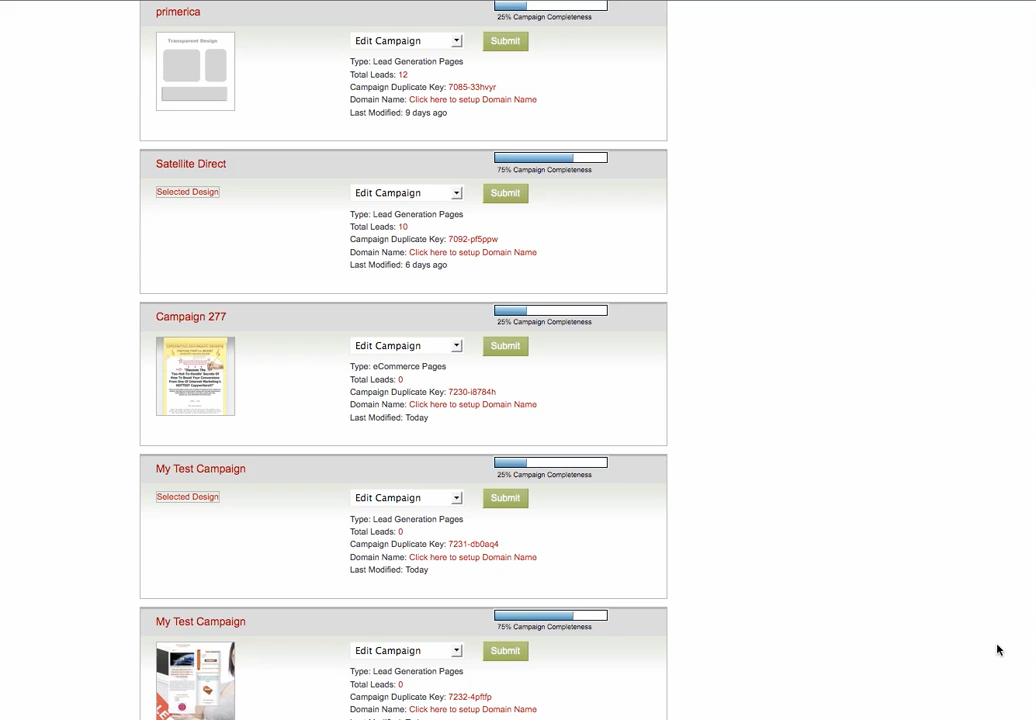 primerica
25% Campaign Completeness
Transparent Design
Edit Campaign Submit
Type: Lead Generation Pages
Total Leads: 12
Campaign Duplicate Key: 7085-33hvyr
Domain Name: Click here to setup Domain Name
Last Modified: 9 days ago
Satellite Direct
75% Campaign Completeness
Selected Design
Edit Campaign Submit
Type: Lead Generation Pages
Total Leads: 10
Campaign Duplicate Key: 7092-pf5ppw
Domain Name: Click here to setup Domain Name
Last Modified: 6 days ago
Campaign 277
25% Campaign Completeness
Edit Campaign Submit
Type: eCommerce Pages
Total Leads: 0
Campaign Duplicate Key: 7230-i8784h
Domain Name: Click here to setup Domain Name
Last Modified: Today
My Test Campaign
25% Campaign Completeness
Selected Design
Edit Campaign Submit
Type: Lead Generation Pages
Total Leads: 0
Campaign Duplicate Key: 7231-db0aq4
Domain Name: Click here to setup Domain Name
Last Modified: Today
My Test Campaign
75% Campaign Completeness
Edit Campaign Submit
Type: Lead Generation Pages
Total Leads: 0
Campaign Duplicate Key: 7232-4pftfp
Domain Name: Click here to setup Domain Name